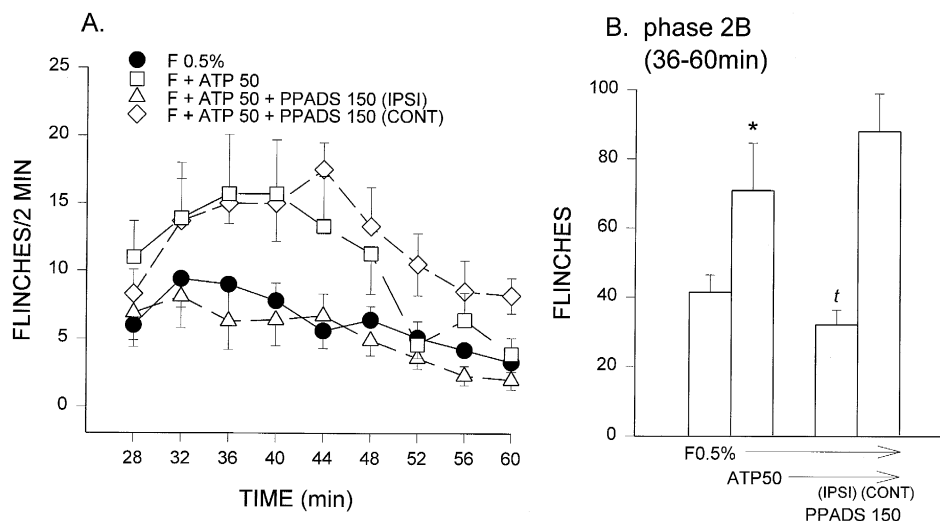 A.
F 0.5%
F + ATP 50
F + ATP 50 + PPADS 150 (IPSI)
F + ATP 50 + PPADS 150 (CONT)
FLINCHES/2 MIN
25
20
15
10
5
0
28 32 36 40 44 48 52 56 60
TIME (min)
B. phase 2B
(36-60min)
FLINCHES
100
80
60
40
20
0
*
t
F0.5%
ATP50
(IPSI) (CONT)
PPADS 150